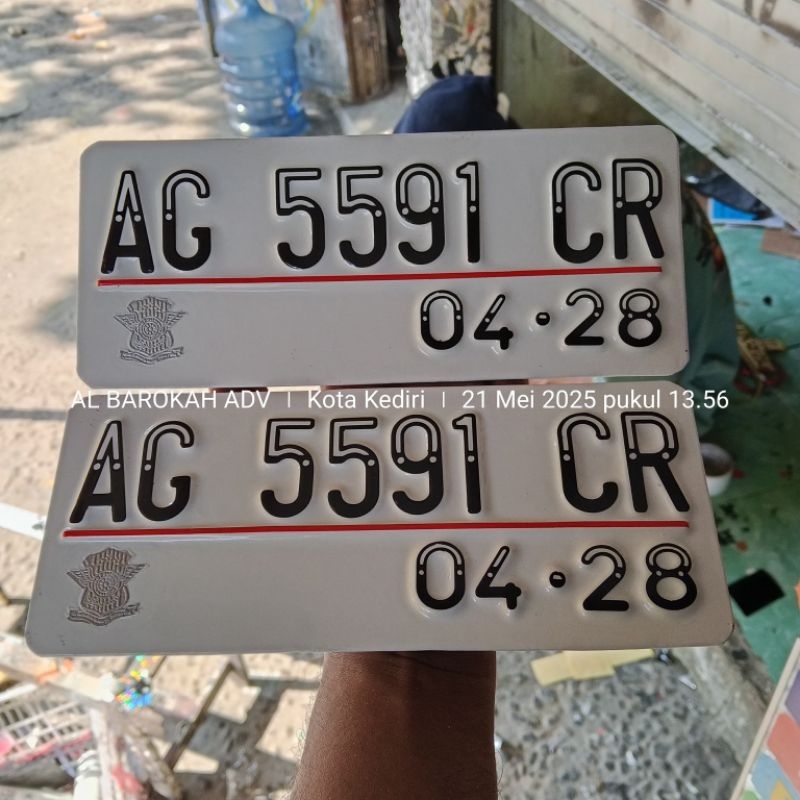 AG 5591 CR
04·28
AL BAROKAH ADV | Kota Kediri | 21 Mei 2025 pukul 13.56
AG 5591 CR
04·28